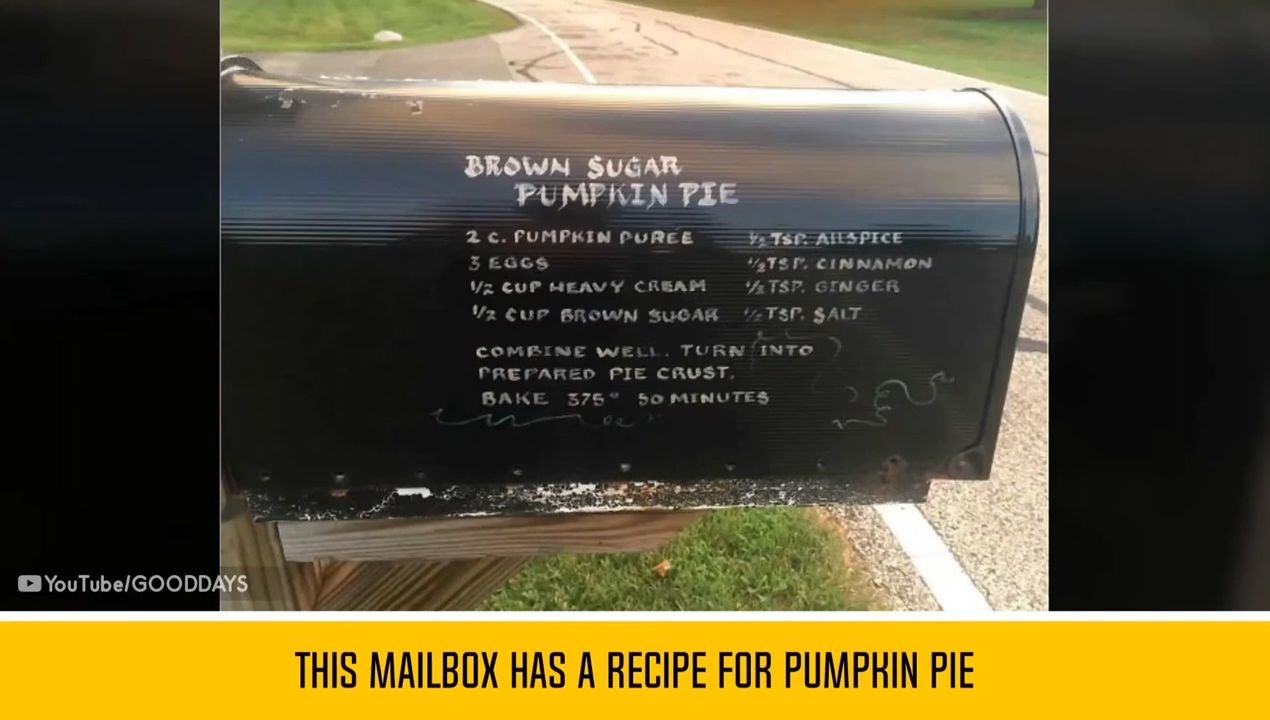 BROWN SUGAR
PUMPKIN PIE
2 C. PUMPKIN PUREE
3 EGGS
1/2 CUP HEAVY CREAM
1/2 CUP BROWN SUGAR
1/2 TSP. ALLSPICE
1/2 TSP. CINNAMON
1/2 TSP. GINGER
1/2 TSP. SALT
COMBINE WELL. TURN INTO
PREPARED PIE CRUST.
BAKE 375° 50 MINUTES
YouTube/GOODDAYS
THIS MAILBOX HAS A RECIPE FOR PUMPKIN PIE